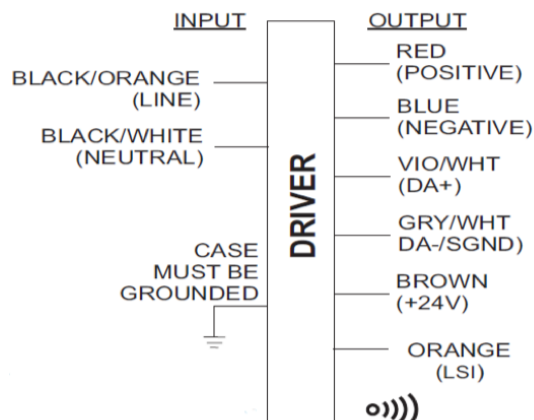 INPUT
BLACK/ORANGE
(LINE)
BLACK/WHITE
(NEUTRAL)
CASE
MUST BE
GROUNDED
DRIVER
OUTPUT
RED
(POSITIVE)
BLUE
(NEGATIVE)
VIO/WHT
(DA+)
GRY/WHT
DA-/SGND)
BROWN
(+24V)
ORANGE
(LSI)